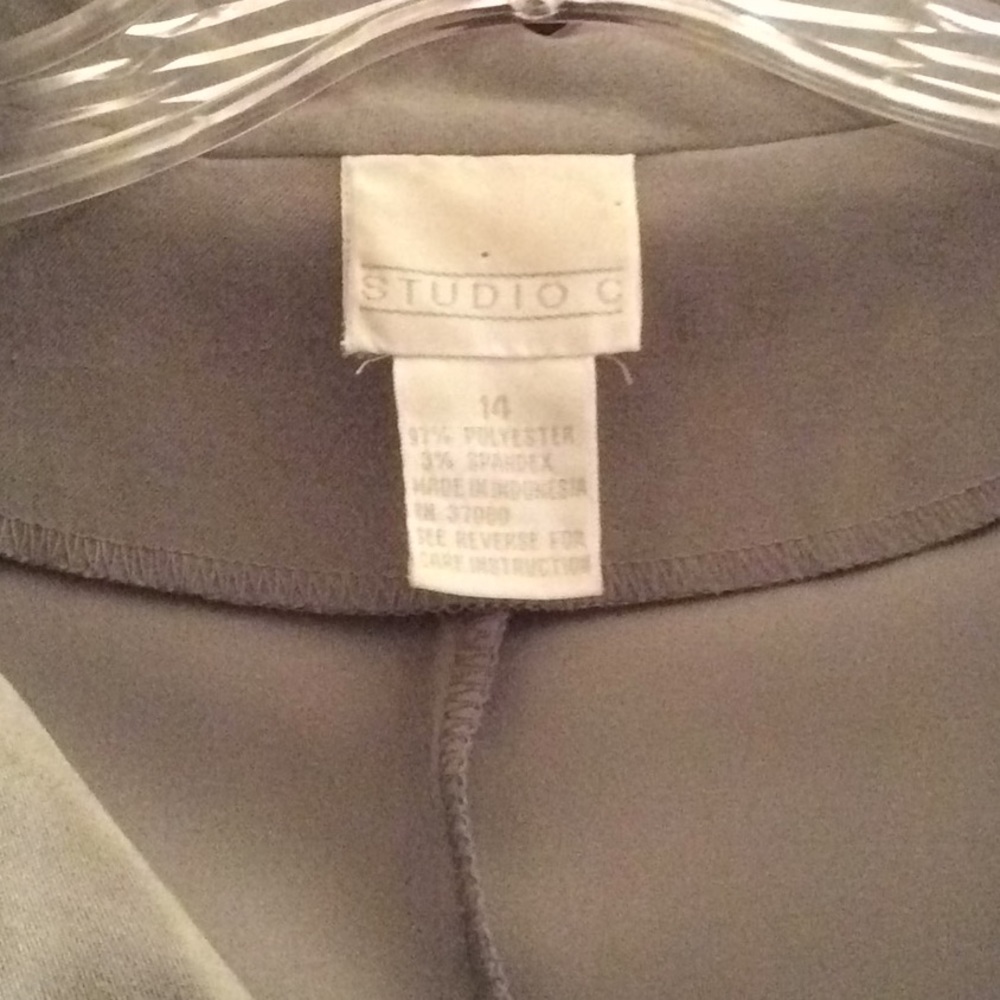 STUDIO C
14
97% POLYESTER
3% SPANDEX
MADE IN INDONESIA
RN 37080
SEE REVERSE FOR
CARE INSTRUCTION